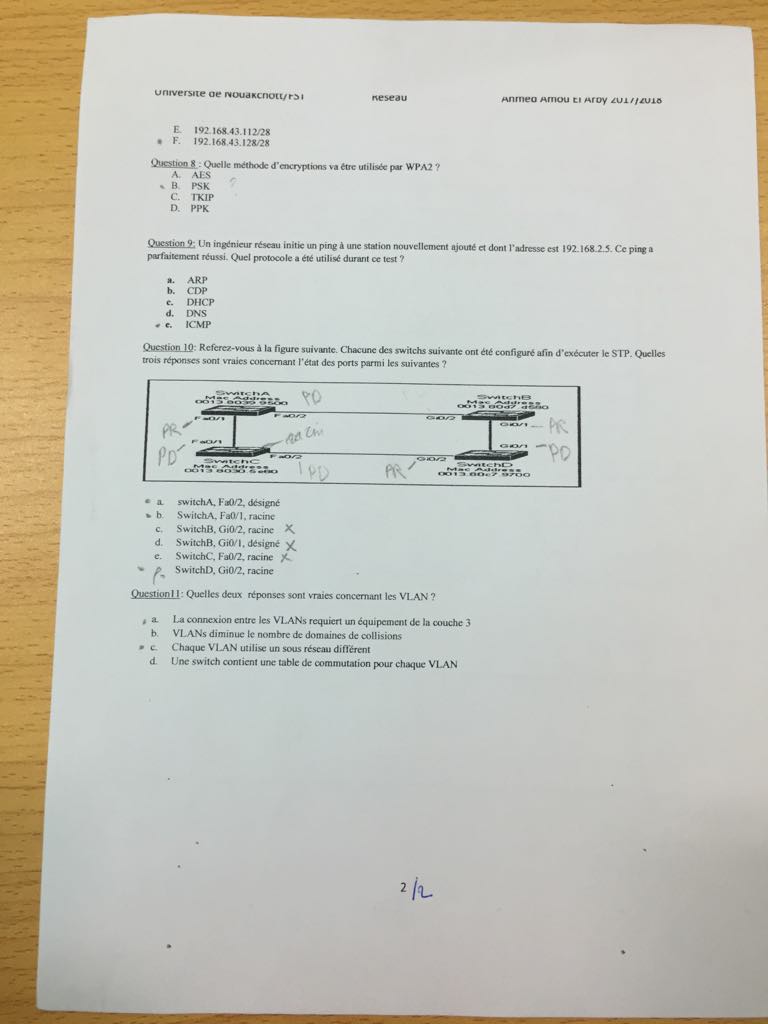 Université de Nouakchott/FST Réseau Ahmed Amou El Arby 2017/2018
E. 192.168.43.112/28
F. 192.168.43.128/28
Question 8 : Quelle méthode d'encryptions va être utilisée par WPA2 ?
A. AES
B. PSK ?
C. TKIP
D. PPK
Question 9: Un ingénieur réseau initie un ping à une station nouvellement ajouté et dont l'adresse est 192.168.2.5. Ce ping a
parfaitement réussi. Quel protocole a été utilisé durant ce test ?
a. ARP
b. CDP
c. DHCP
d. DNS
e. ICMP
Question 10: Referez-vous à la figure suivante. Chacune des switchs suivante ont été configuré afin d'exécuter le STP. Quelles
trois réponses sont vraies concernant l'état des ports parmi les suivantes ?
SwitchA PD SwitchB
Mac Address Mac Address
0013 8039 9500 0013 80d7 d580
Fa0/1 Fa0/2 Gi0/2 Gi0/1 PR
PR
Fa0/1 Gi0/1 PD
PD Fa0/2 PR Gi0/2
SwitchC PD SwitchD
Mac Address Mac Address
0013 8030 5e80 0013.80c7.9700
a. switchA, Fa0/2, désigné
b. SwitchA, Fa0/1, racine
c. SwitchB, Gi0/2, racine X
d. SwitchB, Gi0/1, désigné X
e. SwitchC, Fa0/2, racine X
SwitchD, Gi0/2, racine
Question11: Quelles deux réponses sont vraies concernant les VLAN ?
a. La connexion entre les VLANs requiert un équipement de la couche 3
b. VLANs diminue le nombre de domaines de collisions
c. Chaque VLAN utilise un sous réseau différent
d. Une switch contient une table de commutation pour chaque VLAN
2/2